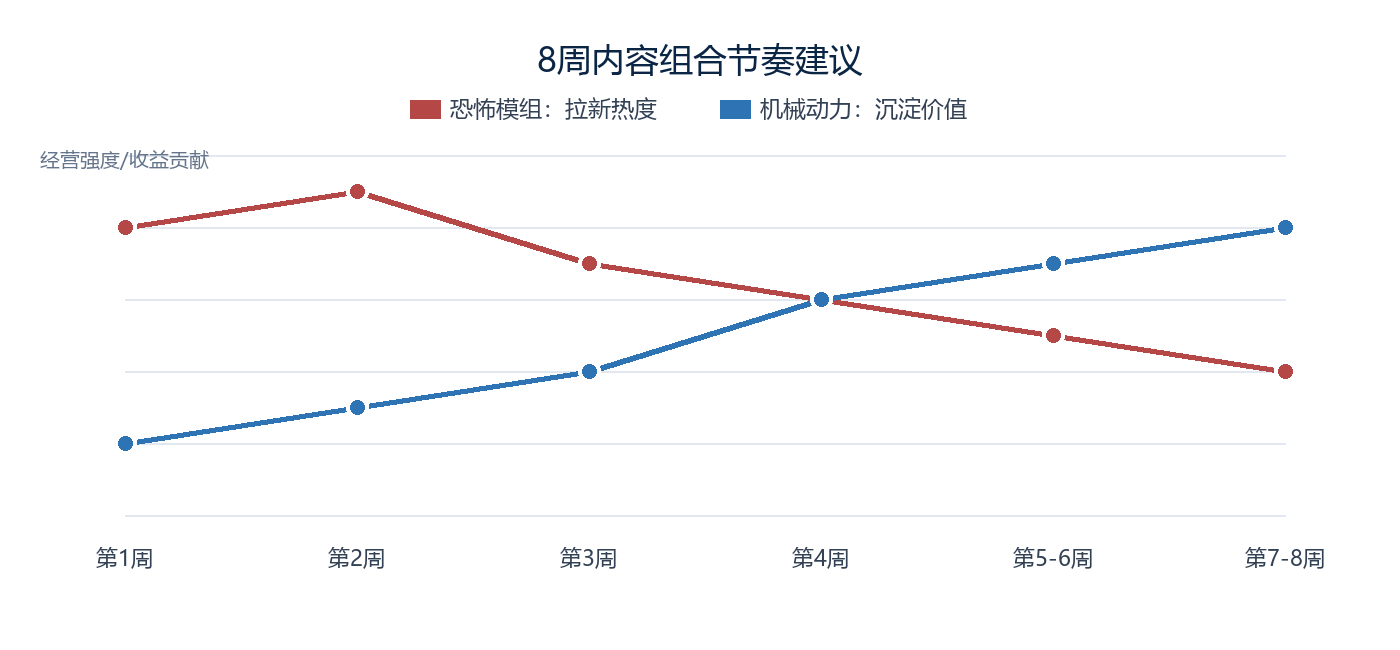 8周内容组合节奏建议
恐怖模组：拉新热度 机械动力：沉淀价值
经营强度/收益贡献
第1周 第2周 第3周 第4周 第5-6周 第7-8周